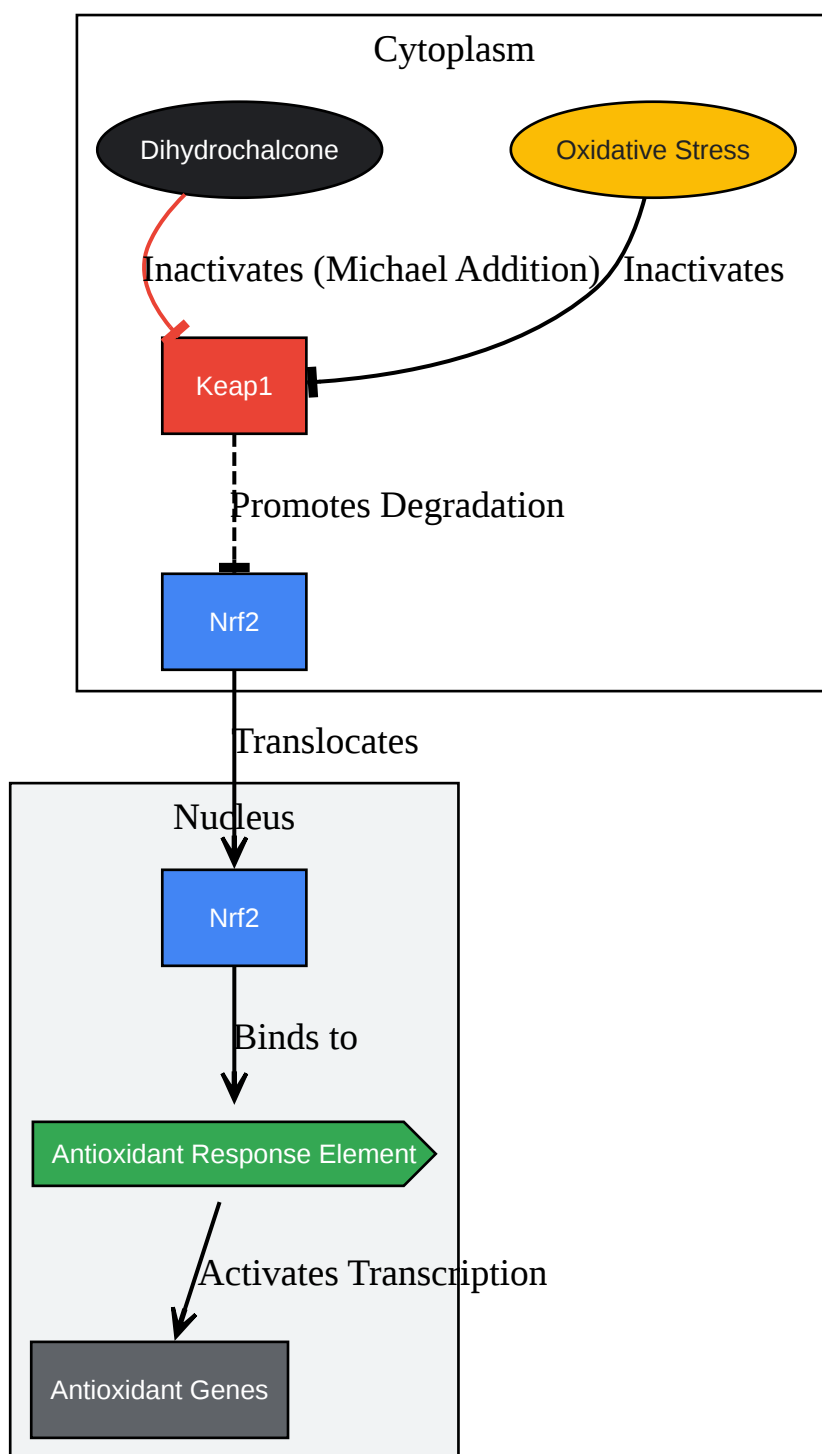 Cytoplasm
Dihydrochalcone
Oxidative Stress
Inactivates (Michael Addition)
Inactivates
Keap1
Promotes Degradation
Nrf2
Translocates
Nucleus
Nrf2
Binds to
Antioxidant Response Element
Activates Transcription
Antioxidant Genes